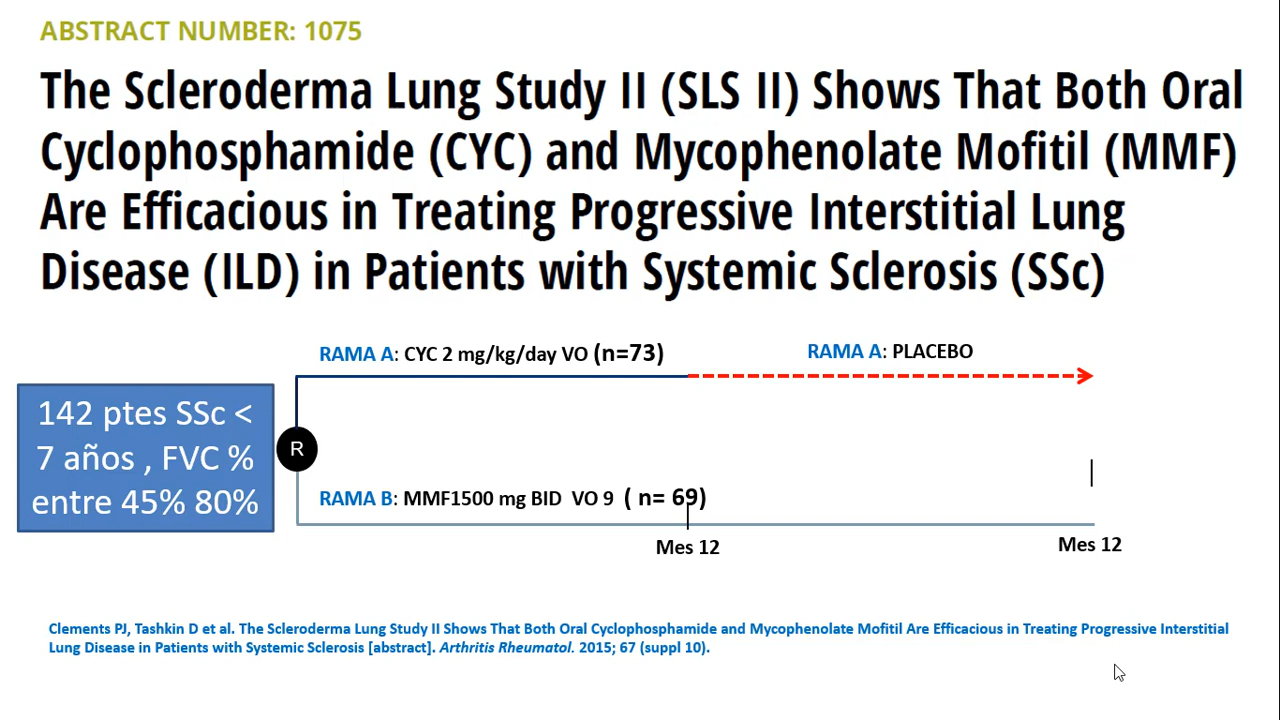 ABSTRACT NUMBER: 1075
The Scleroderma Lung Study II (SLS II) Shows That Both Oral
Cyclophosphamide (CYC) and Mycophenolate Mofitil (MMF)
Are Efficacious in Treating Progressive Interstitial Lung
Disease (ILD) in Patients with Systemic Sclerosis (SSc)
RAMA A: CYC 2 mg/kg/day VO (n=73)
RAMA A: PLACEBO
142 ptes SSc <
7 años , FVC %
entre 45% 80%
R
RAMA B: MMF1500 mg BID VO 9 ( n= 69)
Mes 12
Mes 12
Clements PJ, Tashkin D et al. The Scleroderma Lung Study II Shows That Both Oral Cyclophosphamide and Mycophenolate Mofitil Are Efficacious in Treating Progressive Interstitial
Lung Disease in Patients with Systemic Sclerosis [abstract]. Arthritis Rheumatol. 2015; 67 (suppl 10).